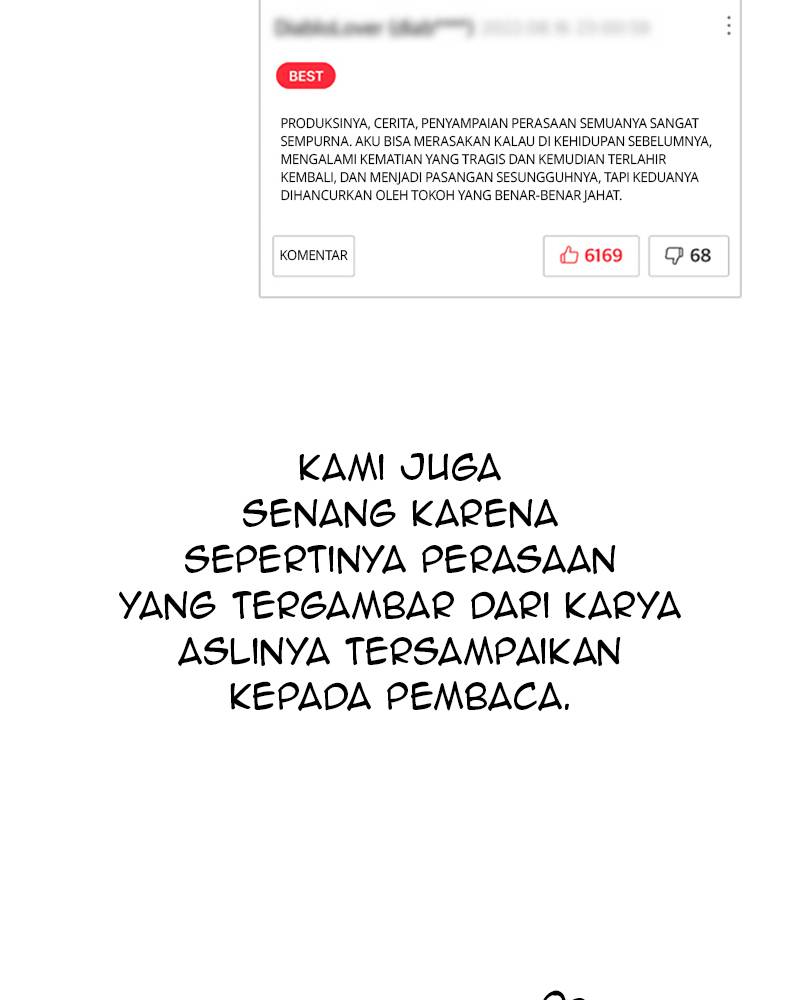 BEST
PRODUKSINYA, CERITA, PENYAMPAIAN PERASAAN SEMUANYA SANGAT
SEMPURNA. AKU BISA MERASAKAN KALAU DI KEHIDUPAN SEBELUMNYA,
MENGALAMI KEMATIAN YANG TRAGIS DAN KEMUDIAN TERLAHIR
KEMBALI, DAN MENJADI PASANGAN SESUNGGUHNYA, TAPI KEDUANYA
DIHANCURKAN OLEH TOKOH YANG BENAR-BENAR JAHAT.
KOMENTAR 6169 68
KAMI JUGA
SENANG KARENA
SEPERTINYA PERASAAN
YANG TERGAMBAR DARI KARYA
ASLINYA TERSAMPAIKAN
KEPADA PEMBACA.